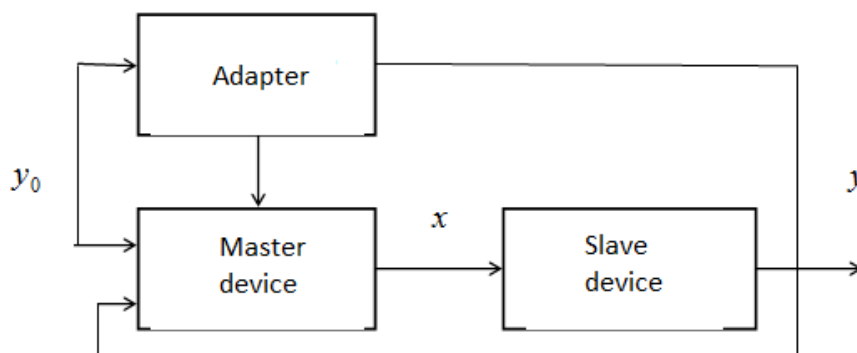 Adapter
y₀
y
x
Master
device
Slave
device